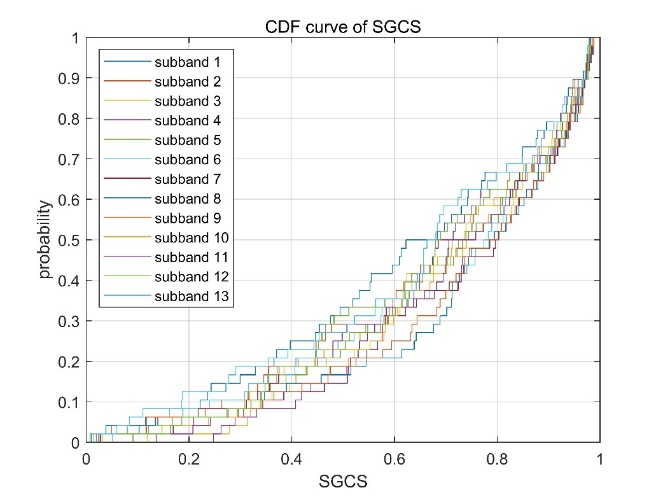 CDF curve of SGCS
1
0.9
0.8
0.7
0.6
0.5
0.4
0.3
0.2
0.1
0
probability
subband 1
subband 2
subband 3
subband 4
subband 5
subband 6
subband 7
subband 8
subband 9
subband 10
subband 11
subband 12
subband 13
0 0.2 0.4 0.6 0.8 1
SGCS